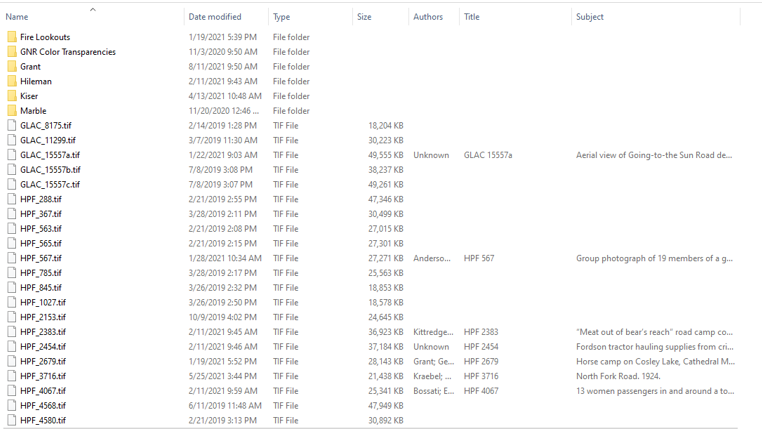 Name Date modified Type Size Authors Title Subject
Fire Lookouts 1/19/2021 5:39 PM File folder
GNR Color Transparencies 11/3/2020 9:50 AM File folder
Grant 8/11/2021 9:50 AM File folder
Hileman 2/11/2021 9:43 AM File folder
Kiser 4/13/2021 10:48 AM File folder
Marble 11/20/2020 12:46 ... File folder
GLAC_8175.tif 2/14/2019 1:28 PM TIF File 18,204 KB
GLAC_11299.tif 3/7/2019 11:30 AM TIF File 30,223 KB
GLAC_15557a.tif 1/22/2021 9:03 AM TIF File 49,555 KB Unknown GLAC 15557a Aerial view of Going-to-the Sun Road de...
GLAC_15557b.tif 7/8/2019 3:08 PM TIF File 38,237 KB
GLAC_15557c.tif 7/8/2019 3:07 PM TIF File 49,261 KB
HPF_288.tif 2/21/2019 2:55 PM TIF File 47,346 KB
HPF_367.tif 3/28/2019 2:11 PM TIF File 30,499 KB
HPF_563.tif 2/21/2019 2:08 PM TIF File 27,015 KB
HPF_565.tif 2/21/2019 2:15 PM TIF File 27,301 KB
HPF_567.tif 1/28/2021 10:34 AM TIF File 27,271 KB Anderso... HPF 567 Group photograph of 19 members of a g...
HPF_785.tif 3/28/2019 2:17 PM TIF File 25,563 KB
HPF_845.tif 3/26/2019 2:32 PM TIF File 18,853 KB
HPF_1027.tif 3/26/2019 2:50 PM TIF File 18,578 KB
HPF_2153.tif 10/9/2019 4:02 PM TIF File 24,645 KB
HPF_2383.tif 2/11/2021 9:45 AM TIF File 36,923 KB Kittredge... HPF 2383 "Meat out of bear's reach" road camp co...
HPF_2454.tif 2/11/2021 9:46 AM TIF File 37,184 KB Unknown HPF 2454 Fordson tractor hauling supplies from cri...
HPF_2679.tif 1/19/2021 5:52 PM TIF File 28,143 KB Grant; Ge... HPF 2679 Horse camp on Cosley Lake, Cathedral M...
HPF_3716.tif 5/25/2021 3:44 PM TIF File 21,438 KB Kraebel; ... HPF 3716 North Fork Road. 1924.
HPF_4067.tif 2/11/2021 9:59 AM TIF File 25,341 KB Bossati; E... HPF 4067 13 women passengers in and around a to...
HPF_4568.tif 6/11/2019 11:48 AM TIF File 47,949 KB
HPF_4580.tif 2/21/2019 3:13 PM TIF File 30,892 KB